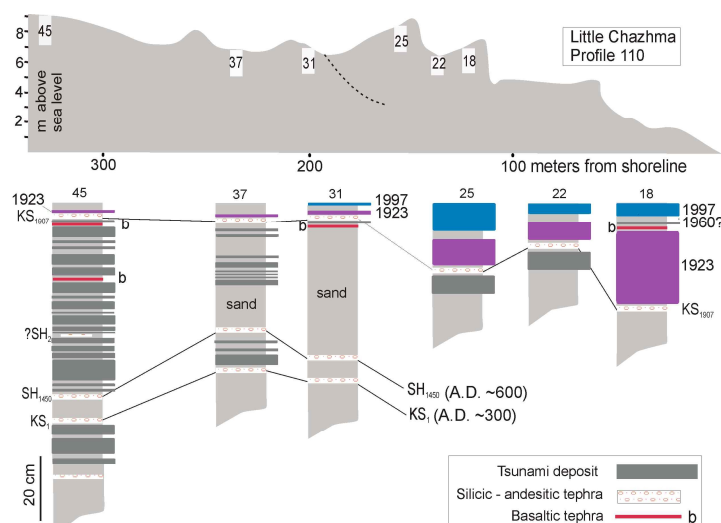 Little Chazhma
Profile 110
m above
sea level
8
6
4
2
45
37
31
25
22
18
300
200
100 meters from shoreline
45
37
31
25
22
18
1923
KS1907
b
b
?SH2
SH1450
KS1
20 cm
sand
1997
1923
b
sand
SH1450 (A.D. ~600)
KS1 (A.D. ~300)
1997
1960?
b
1923
KS1907
Tsunami deposit
Silicic - andesitic tephra
Basaltic tephra
b